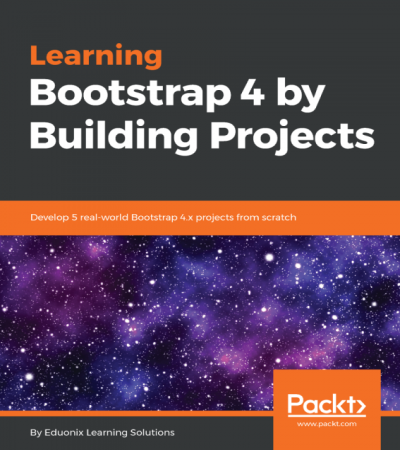 Learning
Bootstrap 4 by
Building Projects
Develop 5 real-world Bootstrap 4.x projects from scratch
Packt>
www.packt.com
By Eduonix Learning Solutions